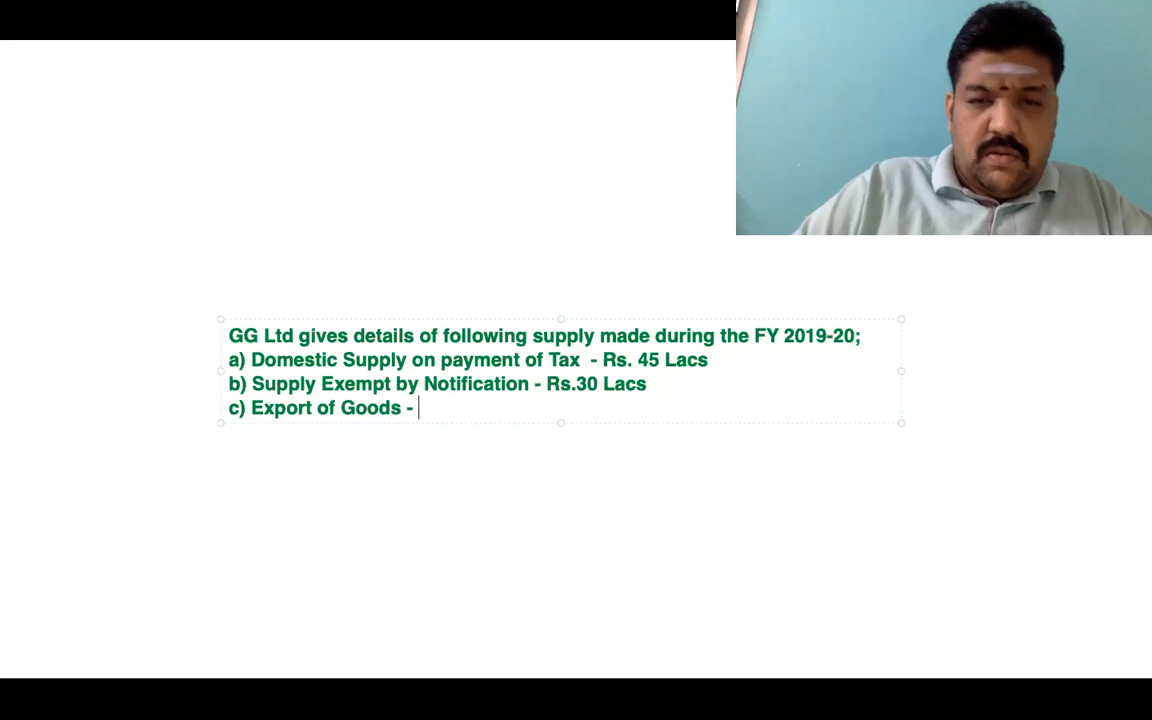 GG Ltd gives details of following supply made during the FY 2019-20;
a) Domestic Supply on payment of Tax  - Rs. 45 Lacs
b) Supply Exempt by Notification - Rs.30 Lacs
c) Export of Goods -